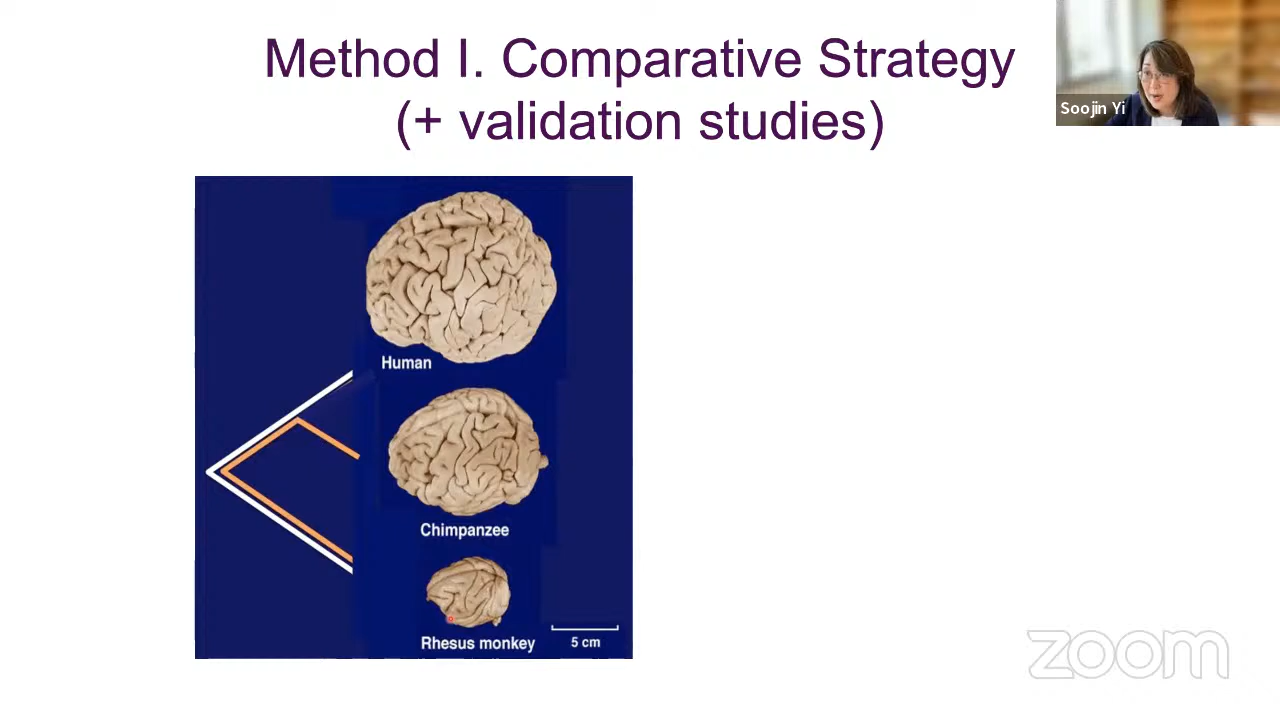 Method I. Comparative Strategy
(+ validation studies)
Soojin Yi
Human
Chimpanzee
Rhesus monkey
5 cm
zoom